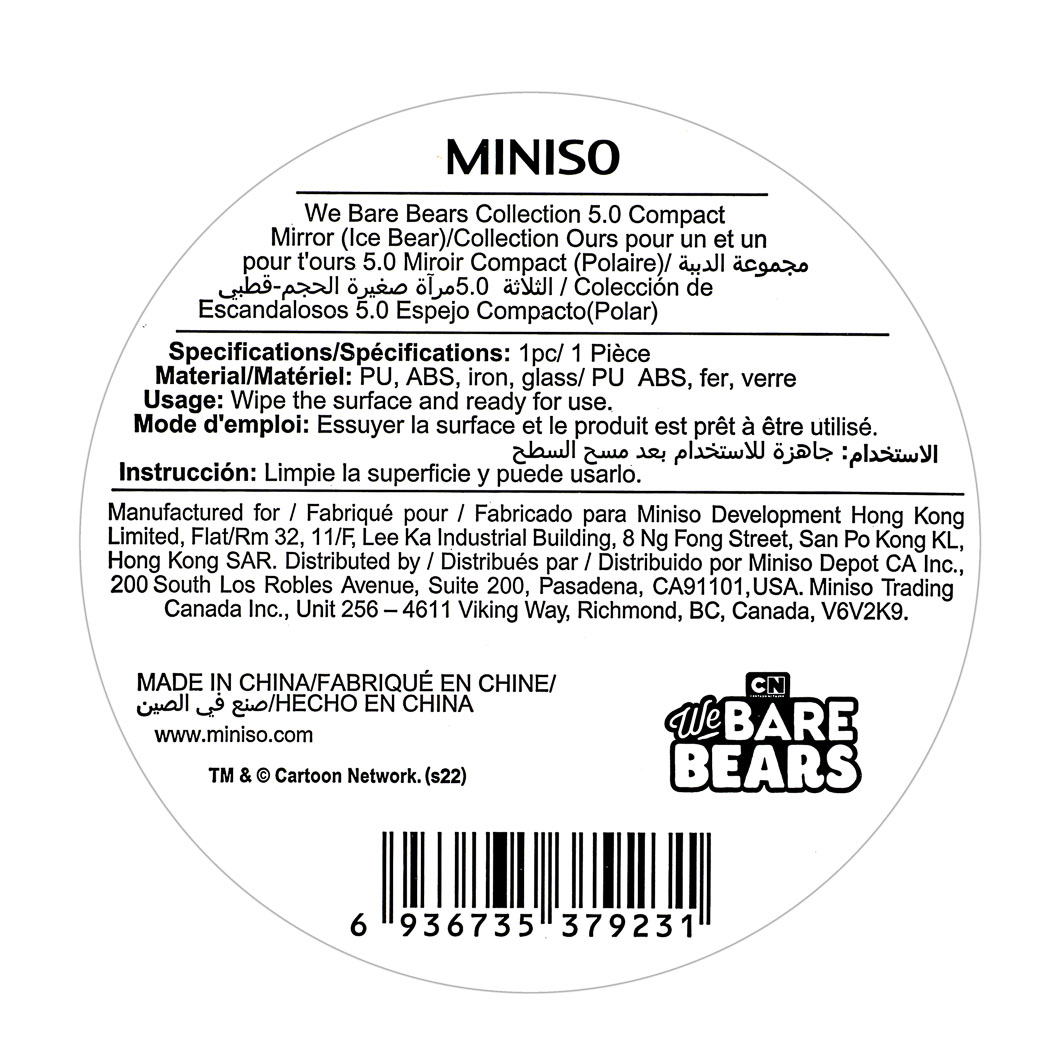 MINISO
We Bare Bears Collection 5.0 Compact
Mirror (Ice Bear)/Collection Ours pour un et un
pour t'ours 5.0 Miroir Compact (Polaire)/ مجموعة الدببة
الثلاثة 5.0مرآة صغيرة الحجم-قطبي / Colección de
Escandalosos 5.0 Espejo Compacto(Polar)
Specifications/Spécifications: 1pc/ 1 Pièce
Material/Matériel: PU, ABS, iron, glass/ PU ABS, fer, verre
Usage: Wipe the surface and ready for use.
Mode d'emploi: Essuyer la surface et le produit est prêt à être utilisé.
الاستخدام: جاهزة للاستخدام بعد مسح السطح
Instrucción: Limpie la superficie y puede usarlo.
Manufactured for / Fabriqué pour / Fabricado para Miniso Development Hong Kong
Limited, Flat/Rm 32, 11/F, Lee Ka Industrial Building, 8 Ng Fong Street, San Po Kong KL,
Hong Kong SAR. Distributed by / Distribués par / Distribuido por Miniso Depot CA Inc.,
200 South Los Robles Avenue, Suite 200, Pasadena, CA91101,USA. Miniso Trading
Canada Inc., Unit 256 – 4611 Viking Way, Richmond, BC, Canada, V6V2K9.
MADE IN CHINA/FABRIQUÉ EN CHINE/
صنع في الصين/HECHO EN CHINA
www.miniso.com
TM & © Cartoon Network. (s22)
CN
CARTOON NETWORK
We BARE
BEARS
6 936735 379231